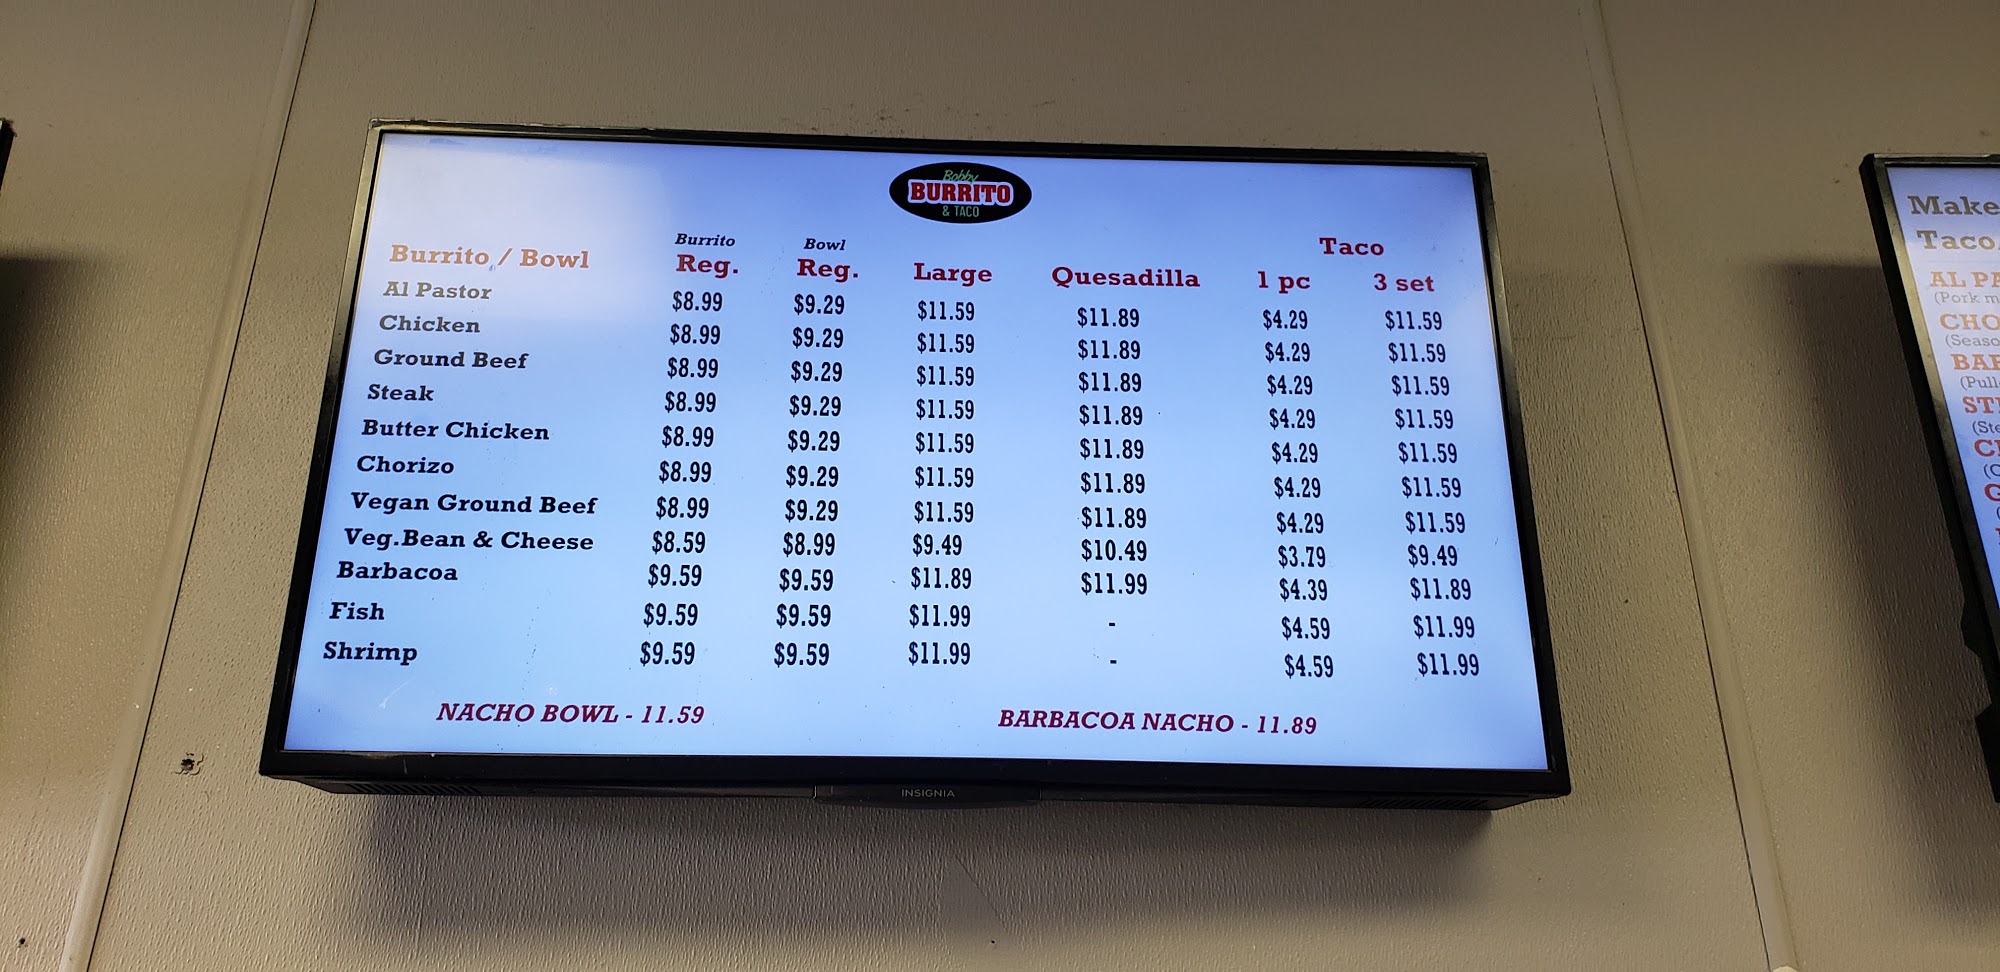 Bobby
BURRITO
& TACO
Burrito Bowl Taco
Burrito / Bowl Reg. Reg. Large Quesadilla 1 pc 3 set
Al Pastor $8.99 $9.29 $11.59 $11.89 $4.29 $11.59
Chicken $8.99 $9.29 $11.59 $11.89 $4.29 $11.59
Ground Beef $8.99 $9.29 $11.59 $11.89 $4.29 $11.59
Steak $8.99 $9.29 $11.59 $11.89 $4.29 $11.59
Butter Chicken $8.99 $9.29 $11.59 $11.89 $4.29 $11.59
Chorizo $8.99 $9.29 $11.59 $11.89 $4.29 $11.59
Vegan Ground Beef $8.99 $9.29 $11.59 $11.89 $4.29 $11.59
Veg.Bean & Cheese $8.59 $8.99 $9.49 $10.49 $3.79 $9.49
Barbacoa $9.59 $9.59 $11.89 $11.99 $4.39 $11.89
Fish $9.59 $9.59 $11.99 - $4.59 $11.99
Shrimp $9.59 $9.59 $11.99 - $4.59 $11.99
NACHO BOWL - 11.59 BARBACOA NACHO - 11.89
INSIGNIA
Make
Taco
AL PA
(Pork m
CHO
(Seaso
BAR
(Pull